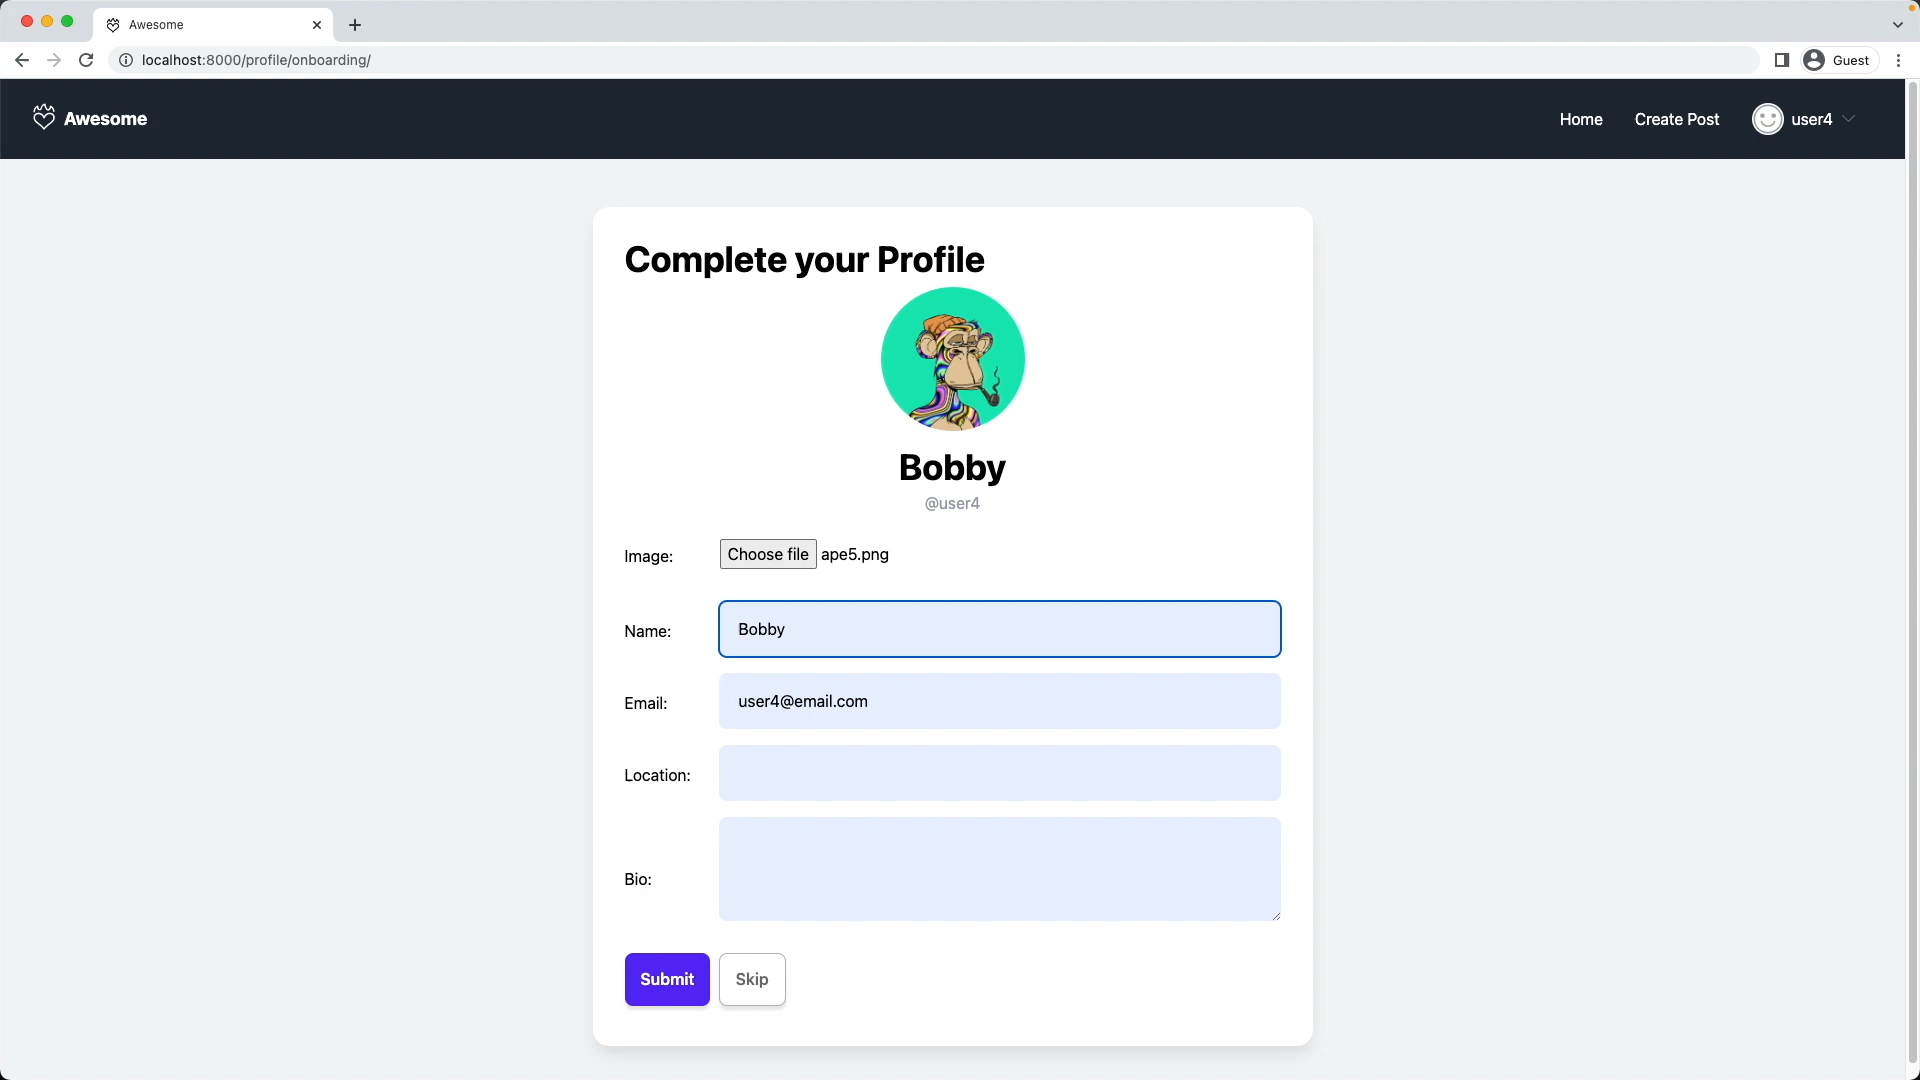 Awesome
localhost:8000/profile/onboarding/
Guest
Awesome
Home
Create Post
user4
Complete your Profile
Bobby
@user4
Image:
Choose file ape5.png
Name:
Bobby
Email:
user4@email.com
Location:
Bio:
Submit
Skip